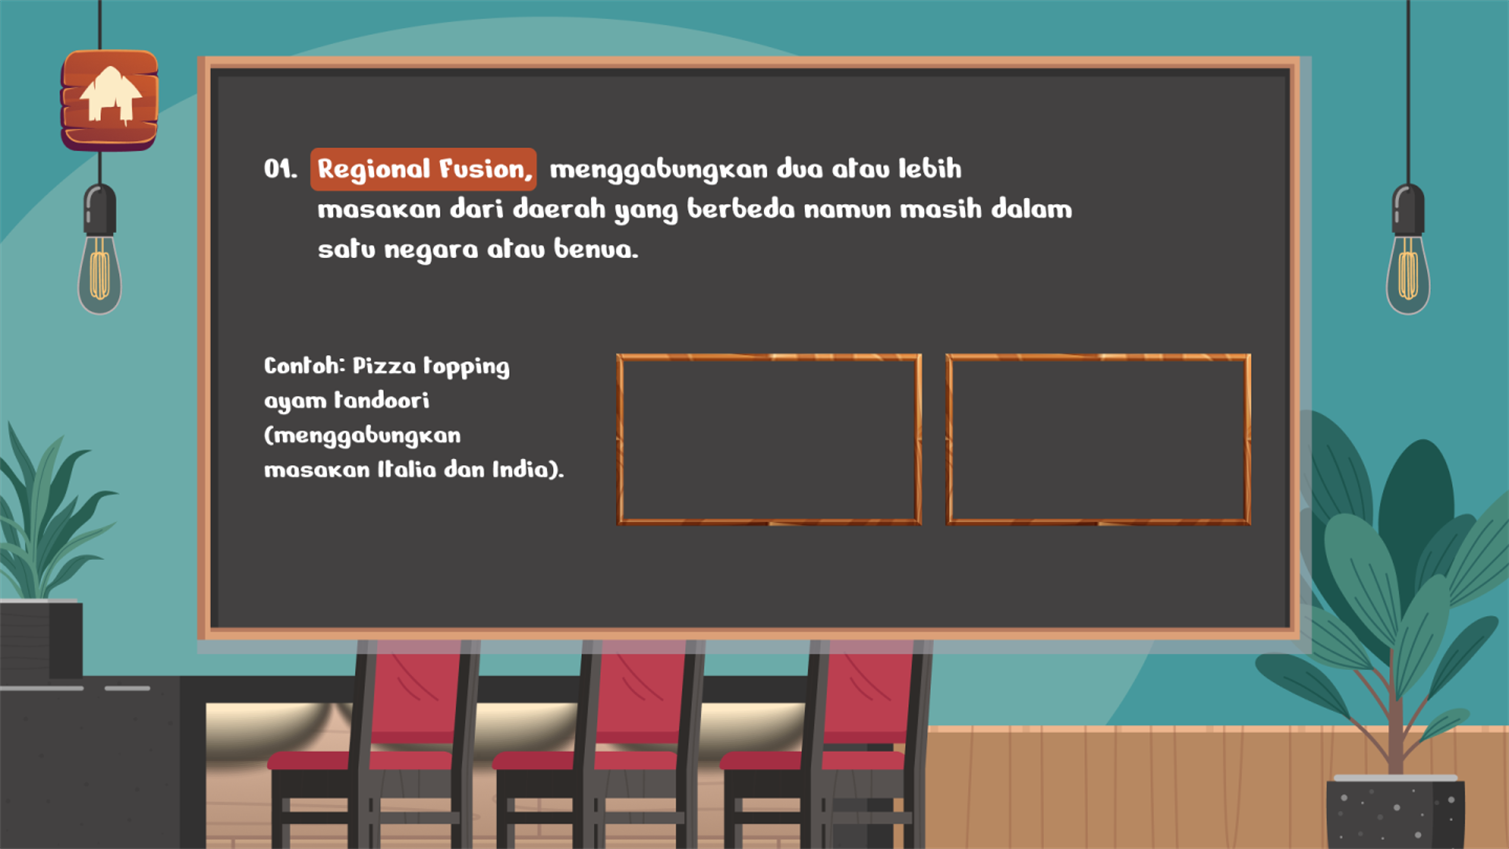 01. Regional Fusion, menggabungkan dua atau lebih
masakan dari daerah yang berbeda namun masih dalam
satu negara atau benua.
Contoh: Pizza topping
ayam tandoori
(menggabungkan
masakan Italia dan India).